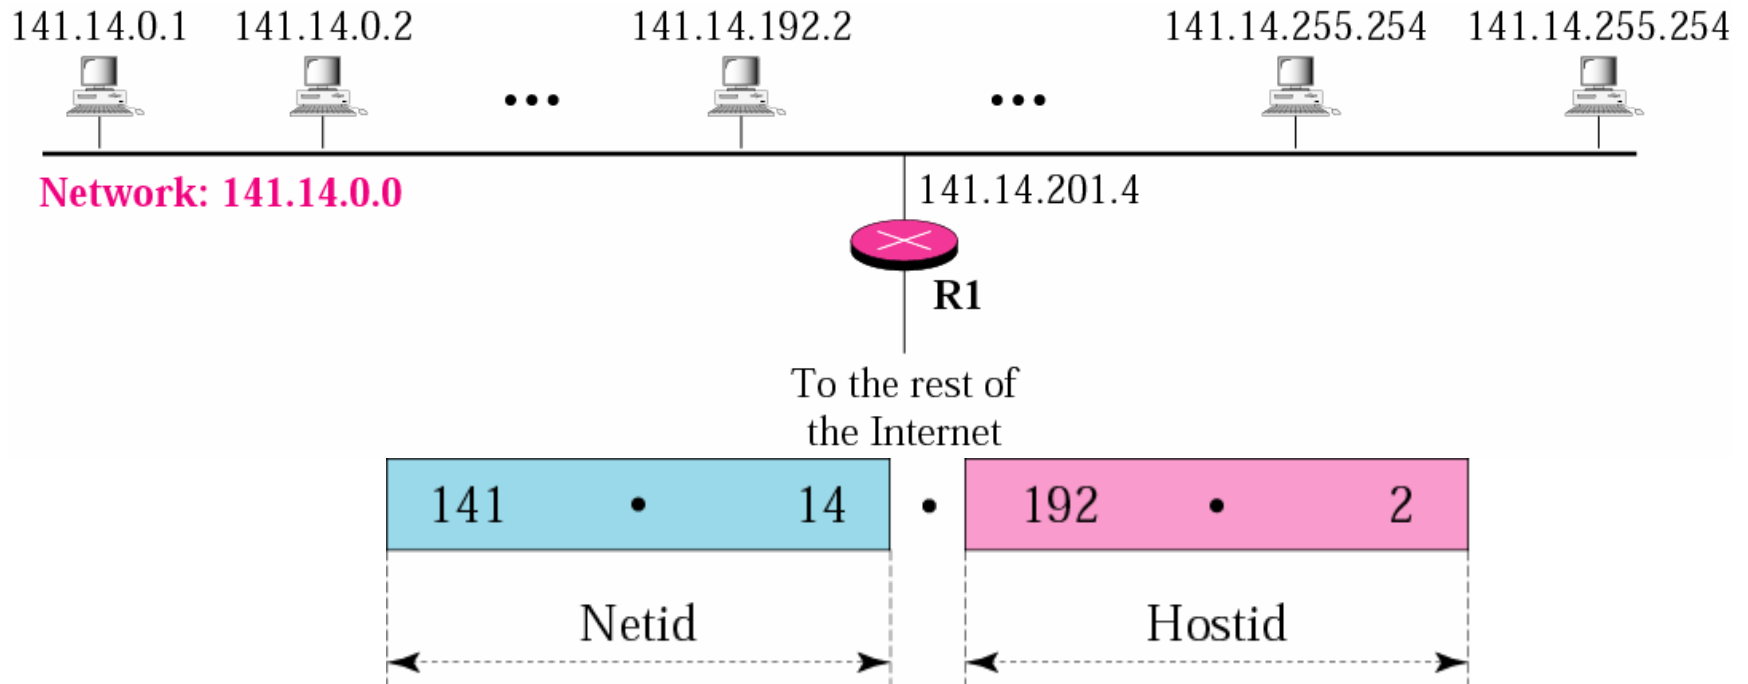 141.14.0.1 141.14.0.2 141.14.192.2 141.14.255.254 141.14.255.254
Network: 141.14.0.0
141.14.201.4
R1
To the rest of
the Internet
141 • 14 • 192 • 2
Netid Hostid